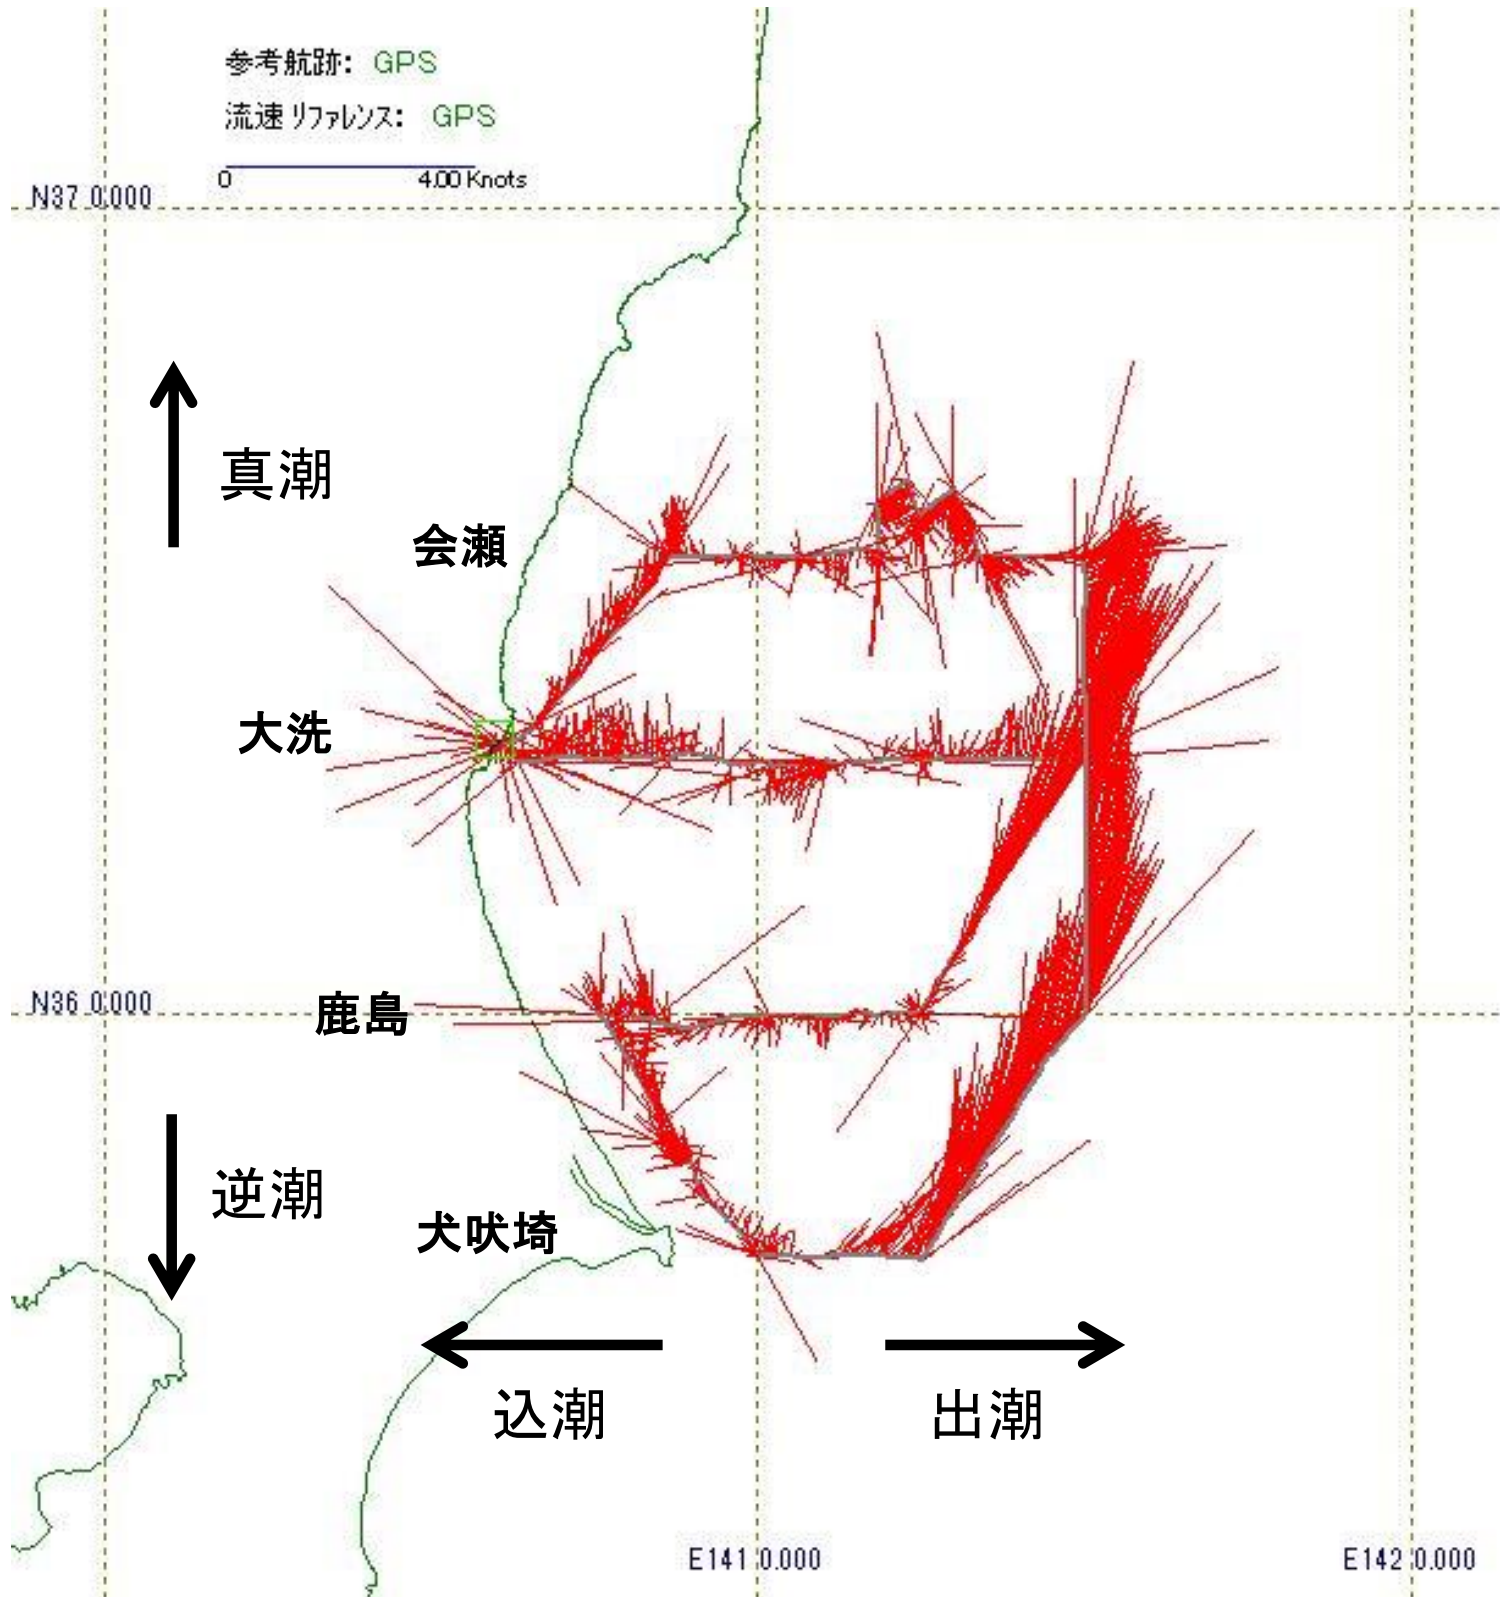 参考航跡: GPS
流速 リファレンス: GPS
0 4.00 Knots
N37 0.000
真潮
会瀬
大洗
N36 0.000
鹿島
逆潮
犬吠埼
込潮
出潮
E141 0.000
E142 0.000